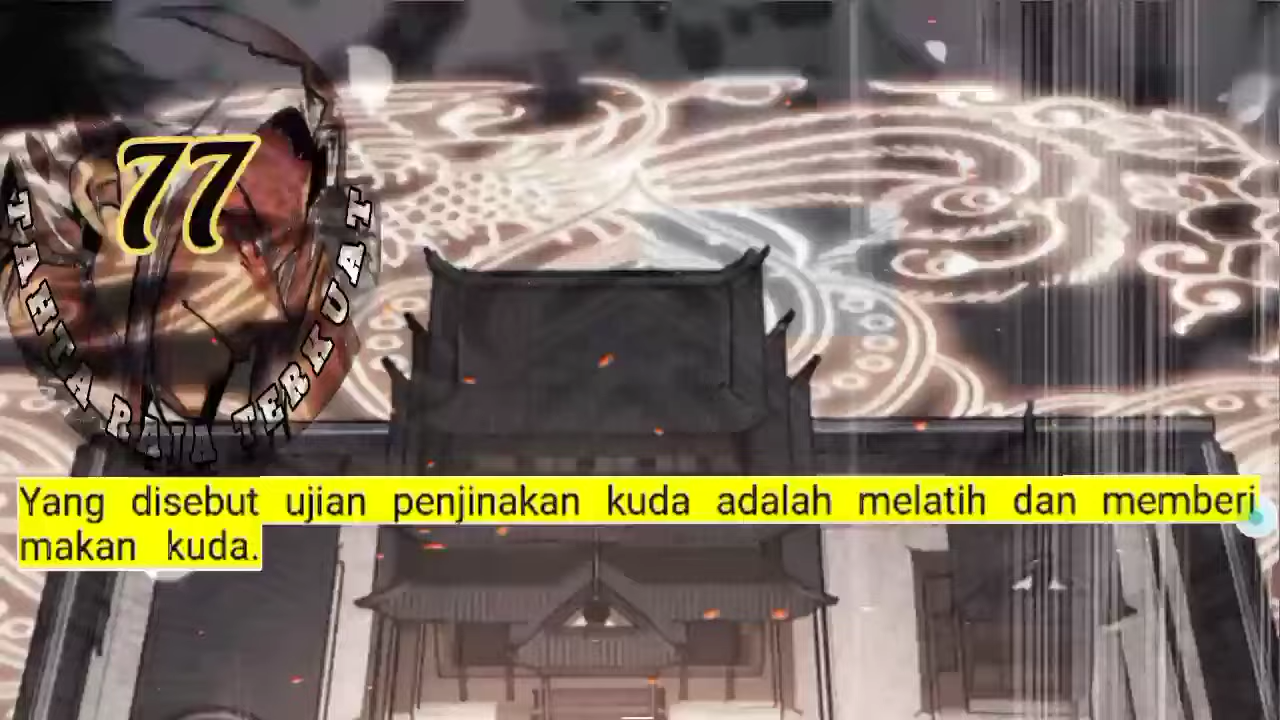 77
TAHTA RAJA TERKUAT
Yang disebut ujian penjinakan kuda adalah melatih dan memberi
makan kuda.